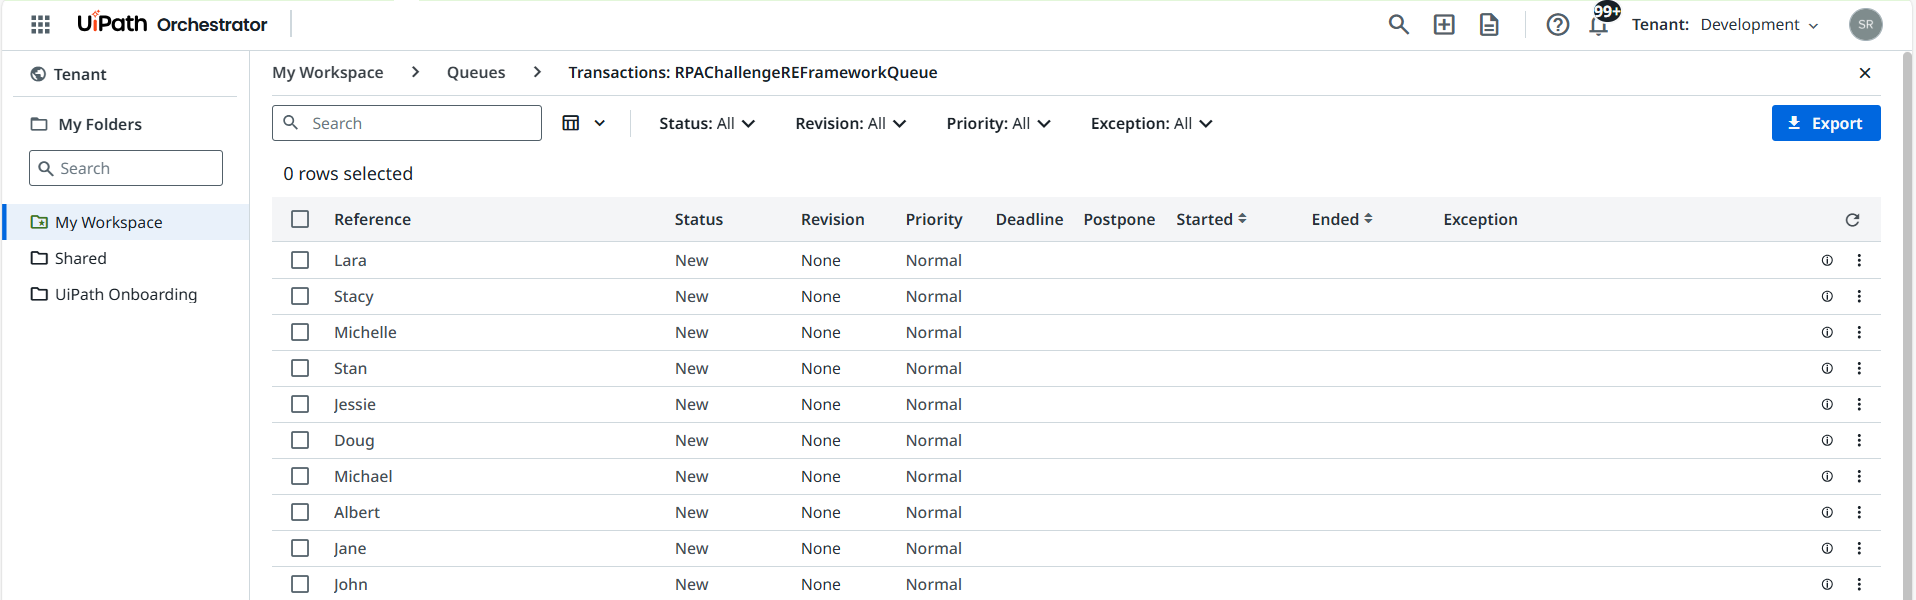 UiPath Orchestrator 99+ Tenant: Development SR
Tenant
My Workspace Queues Transactions: RPAChallengeREFrameworkQueue
My Folders
Search Status: All Revision: All Priority: All Exception: All Export
Search
0 rows selected
Reference Status Revision Priority Deadline Postpone Started Ended Exception
My Workspace
Shared
UiPath Onboarding
Lara New None Normal
Stacy New None Normal
Michelle New None Normal
Stan New None Normal
Jessie New None Normal
Doug New None Normal
Michael New None Normal
Albert New None Normal
Jane New None Normal
John New None Normal